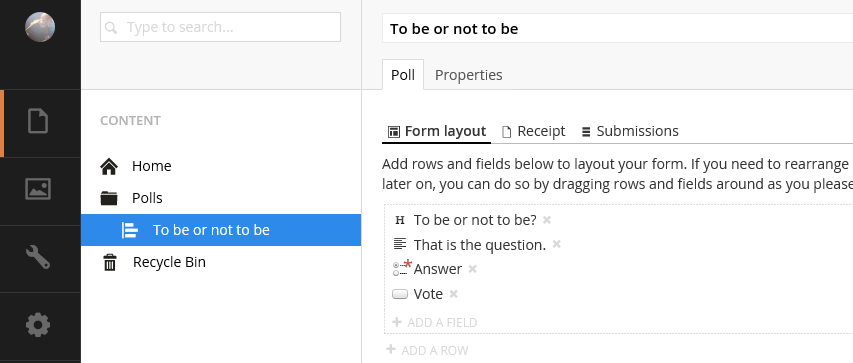 Type to search...
To be or not to be
Poll
Properties
CONTENT
Home
Polls
To be or not to be
Recycle Bin
Form layout
Receipt
Submissions
Add rows and fields below to layout your form. If you need to rearrange
later on, you can do so by dragging rows and fields around as you please
H To be or not to be?
That is the question.
* Answer
Vote
+ ADD A FIELD
+ ADD A ROW